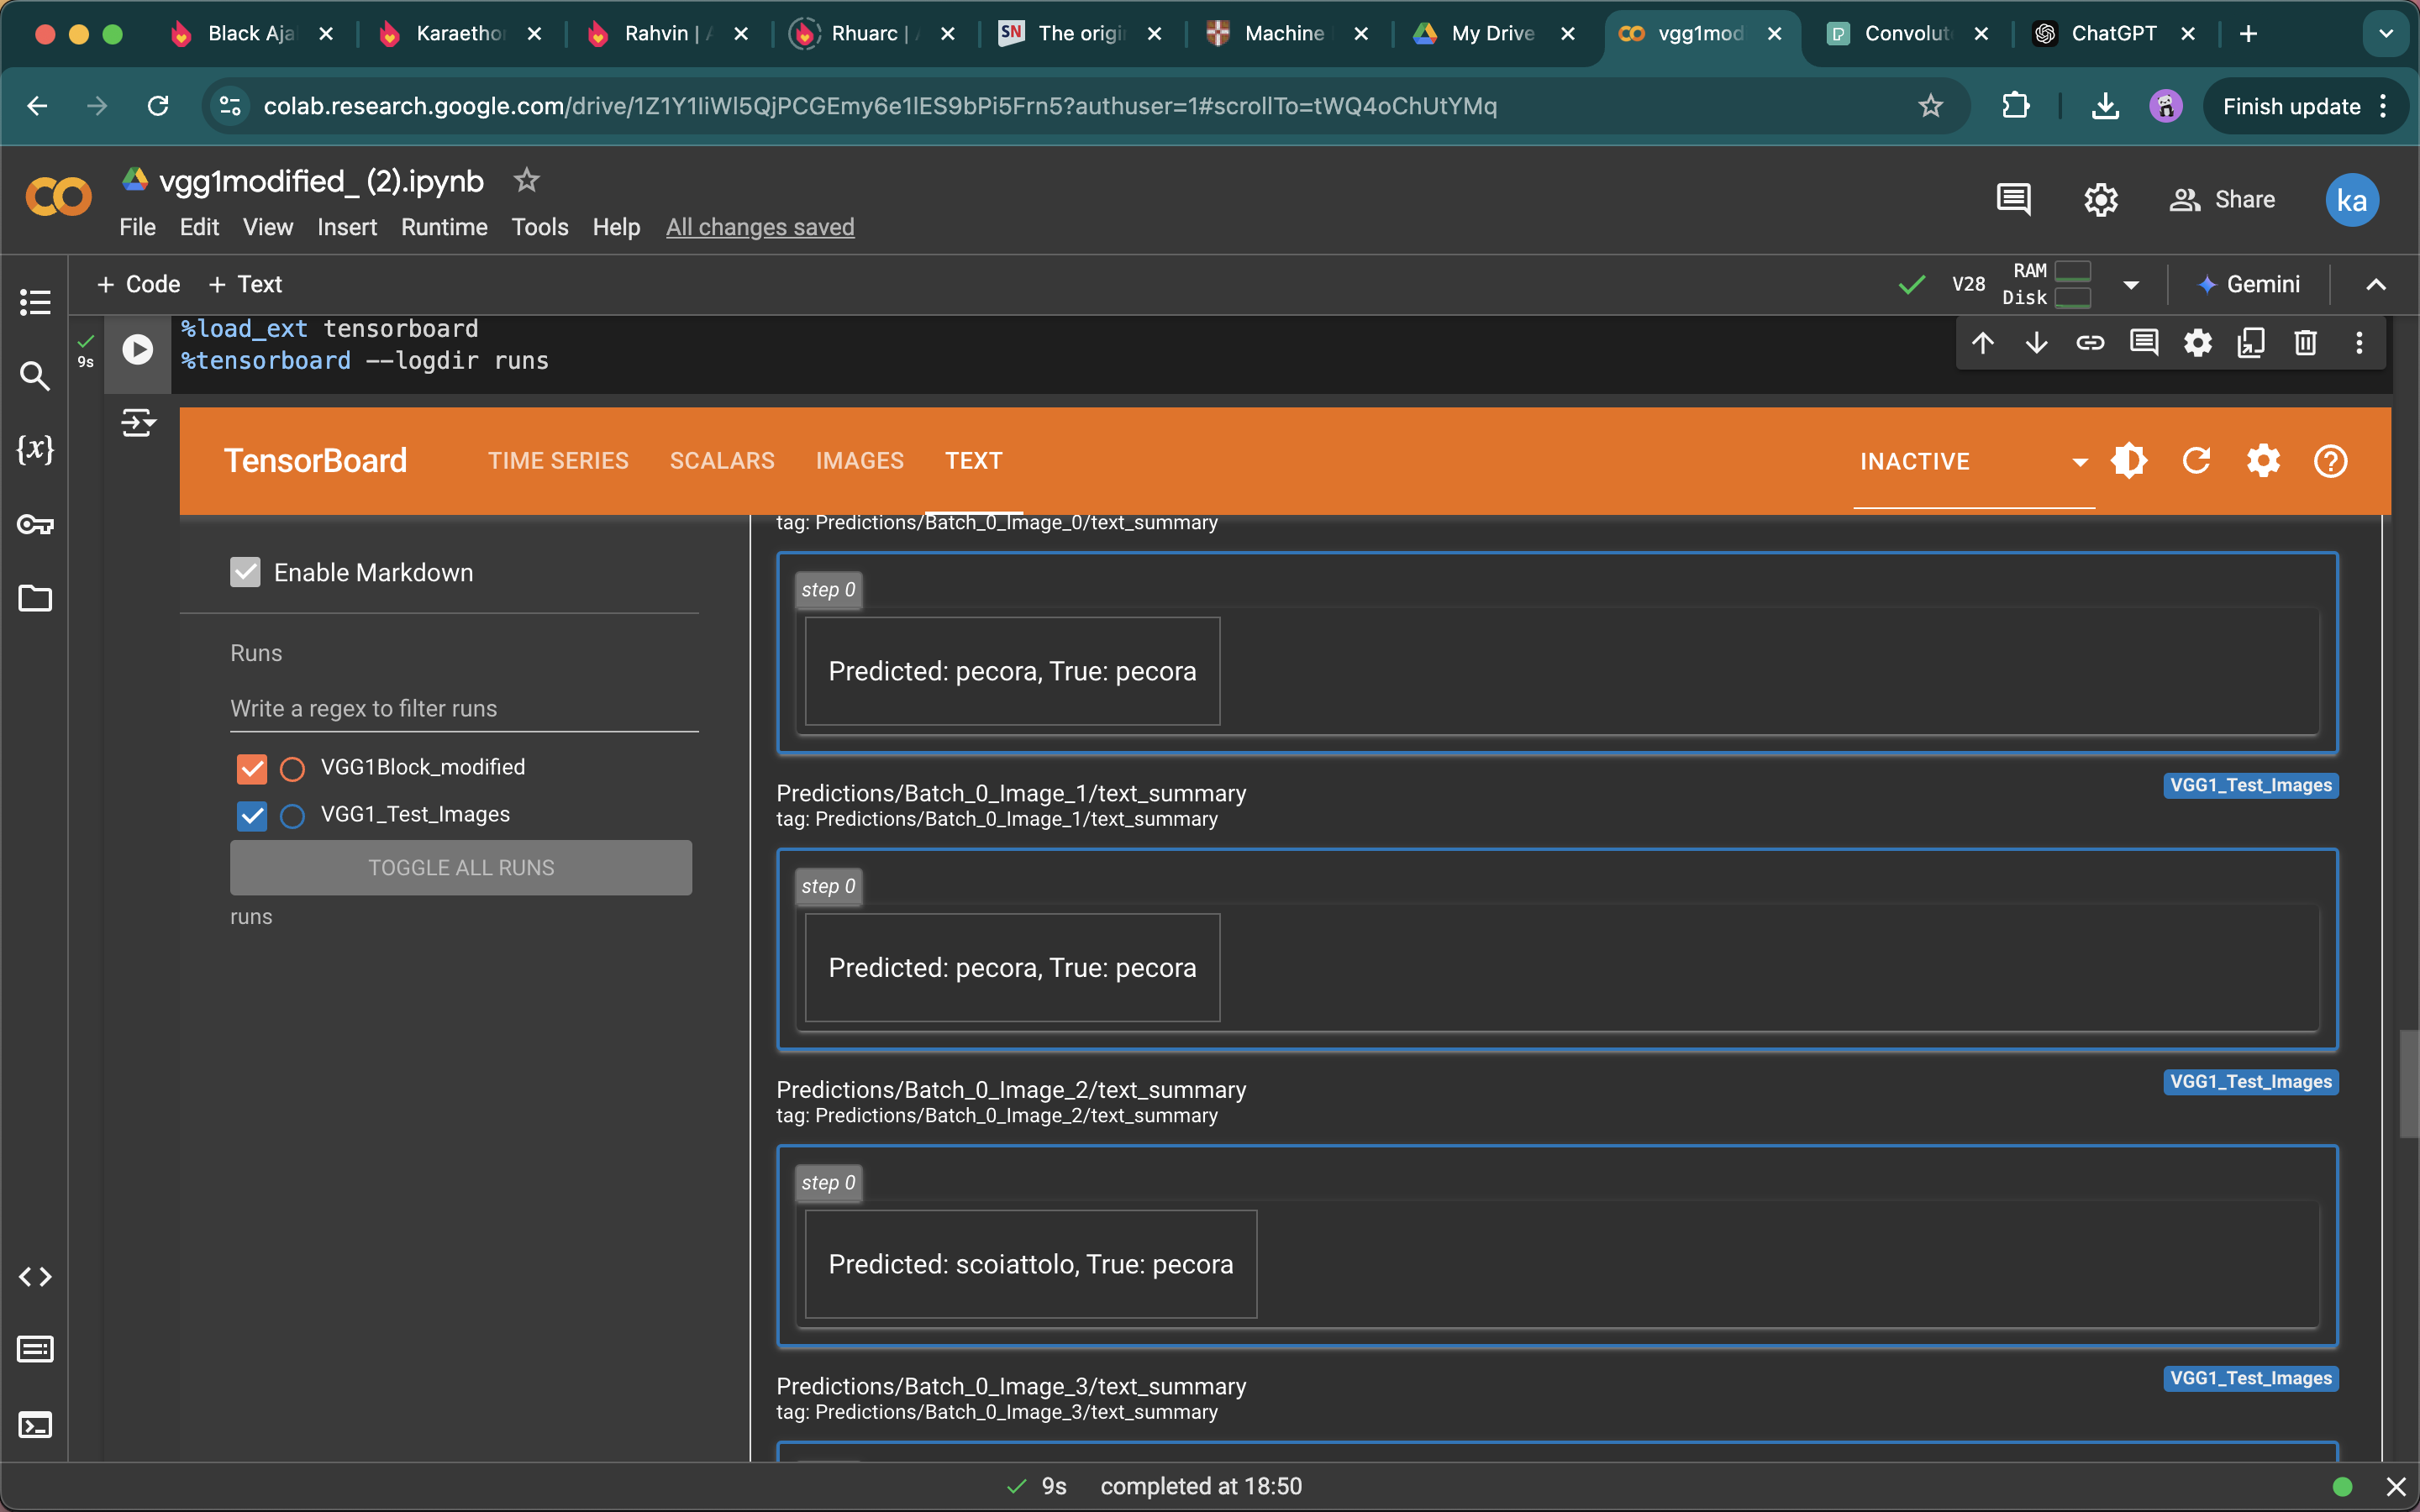 Black Aja
Karaetho
Rahvin | A
Rhuarc | A
SN The origi
Machine
My Drive
vgg1mod
P Convolut
ChatGPT
colab.research.google.com/drive/1Z1Y1liWl5QjPCGEmy6e1lES9bPi5Frn5?authuser=1#scrollTo=tWQ4oChUtYMq
Finish update
vgg1modified_ (2).ipynb
Share
ka
File Edit View Insert Runtime Tools Help All changes saved
+ Code + Text
V28
RAM
Disk
Gemini
9s
%load_ext tensorboard
%tensorboard --logdir runs
{x}
TensorBoard
TIME SERIES SCALARS IMAGES TEXT
INACTIVE
Enable Markdown
Runs
Write a regex to filter runs
VGG1Block_modified
VGG1_Test_Images
TOGGLE ALL RUNS
runs
tag: Predictions/Batch_0_Image_0/text_summary
step 0
Predicted: pecora, True: pecora
Predictions/Batch_0_Image_1/text_summary
tag: Predictions/Batch_0_Image_1/text_summary
VGG1_Test_Images
step 0
Predicted: pecora, True: pecora
Predictions/Batch_0_Image_2/text_summary
tag: Predictions/Batch_0_Image_2/text_summary
VGG1_Test_Images
step 0
Predicted: scoiattolo, True: pecora
Predictions/Batch_0_Image_3/text_summary
tag: Predictions/Batch_0_Image_3/text_summary
VGG1_Test_Images
9s completed at 18:50